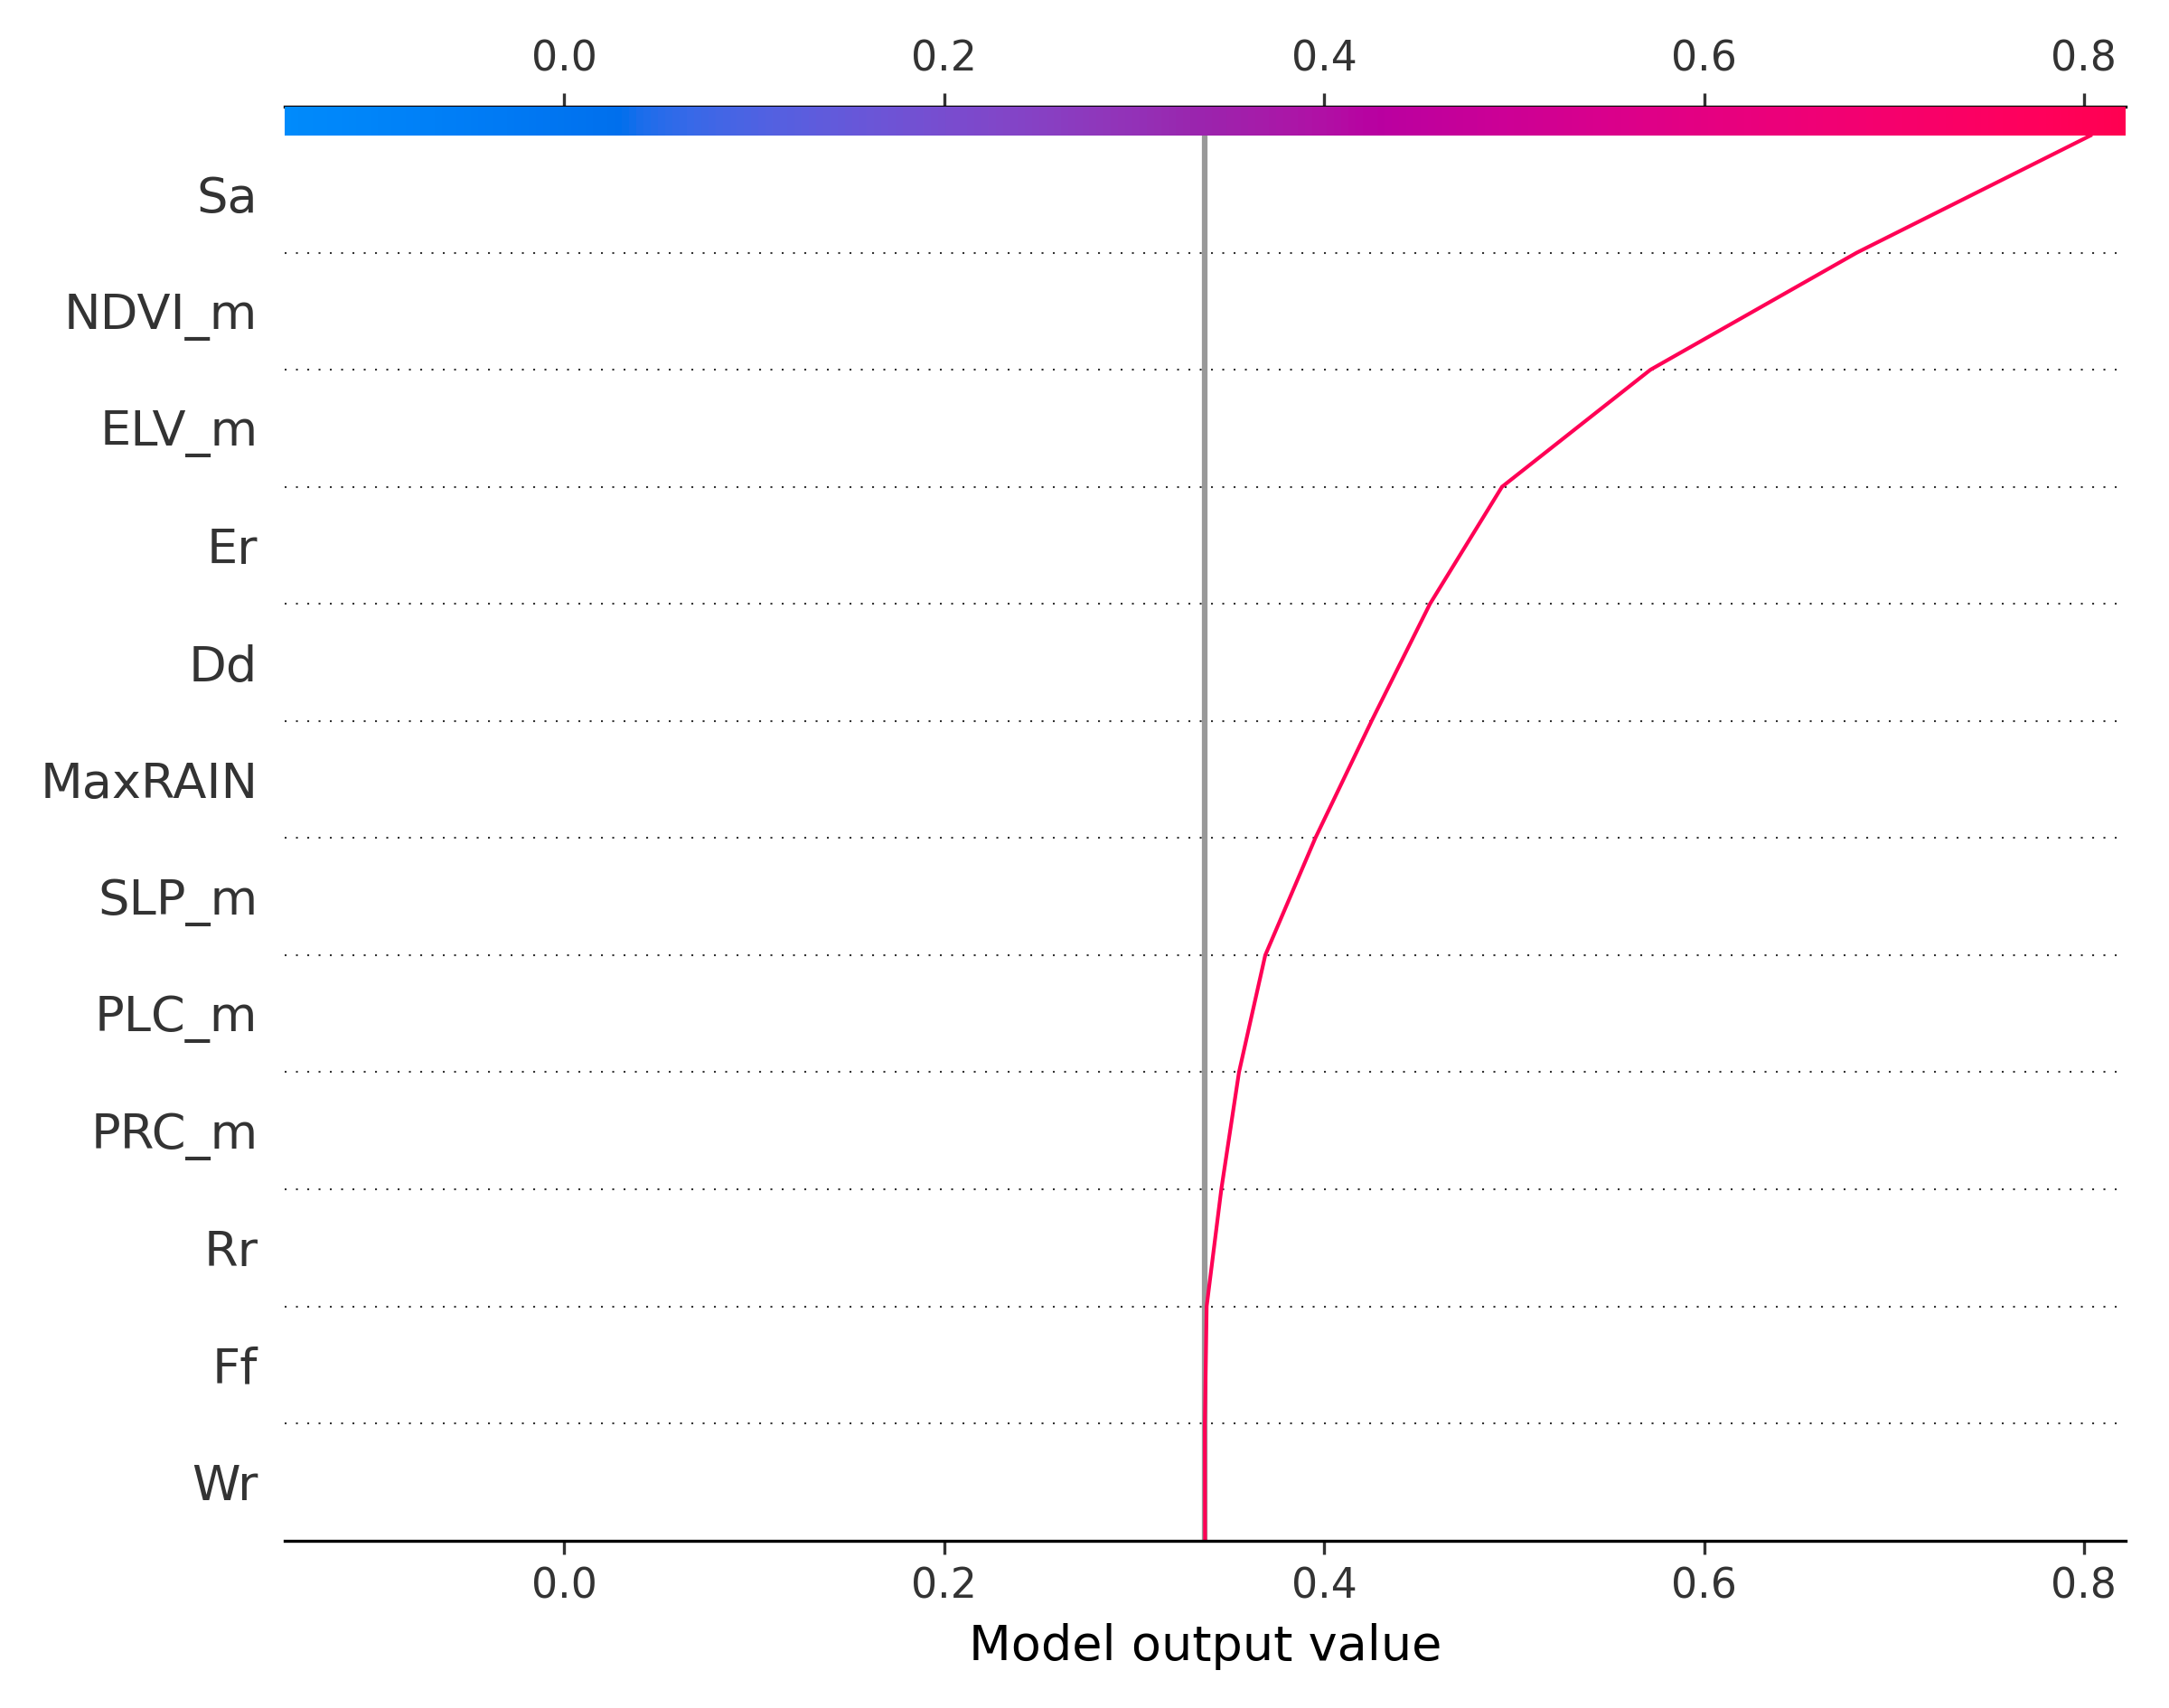 0.0 0.2 0.4 0.6 0.8
Sa
NDVI_m
ELV_m
Er
Dd
MaxRAIN
SLP_m
PLC_m
PRC_m
Rr
Ff
Wr
0.0 0.2 0.4 0.6 0.8
Model output value